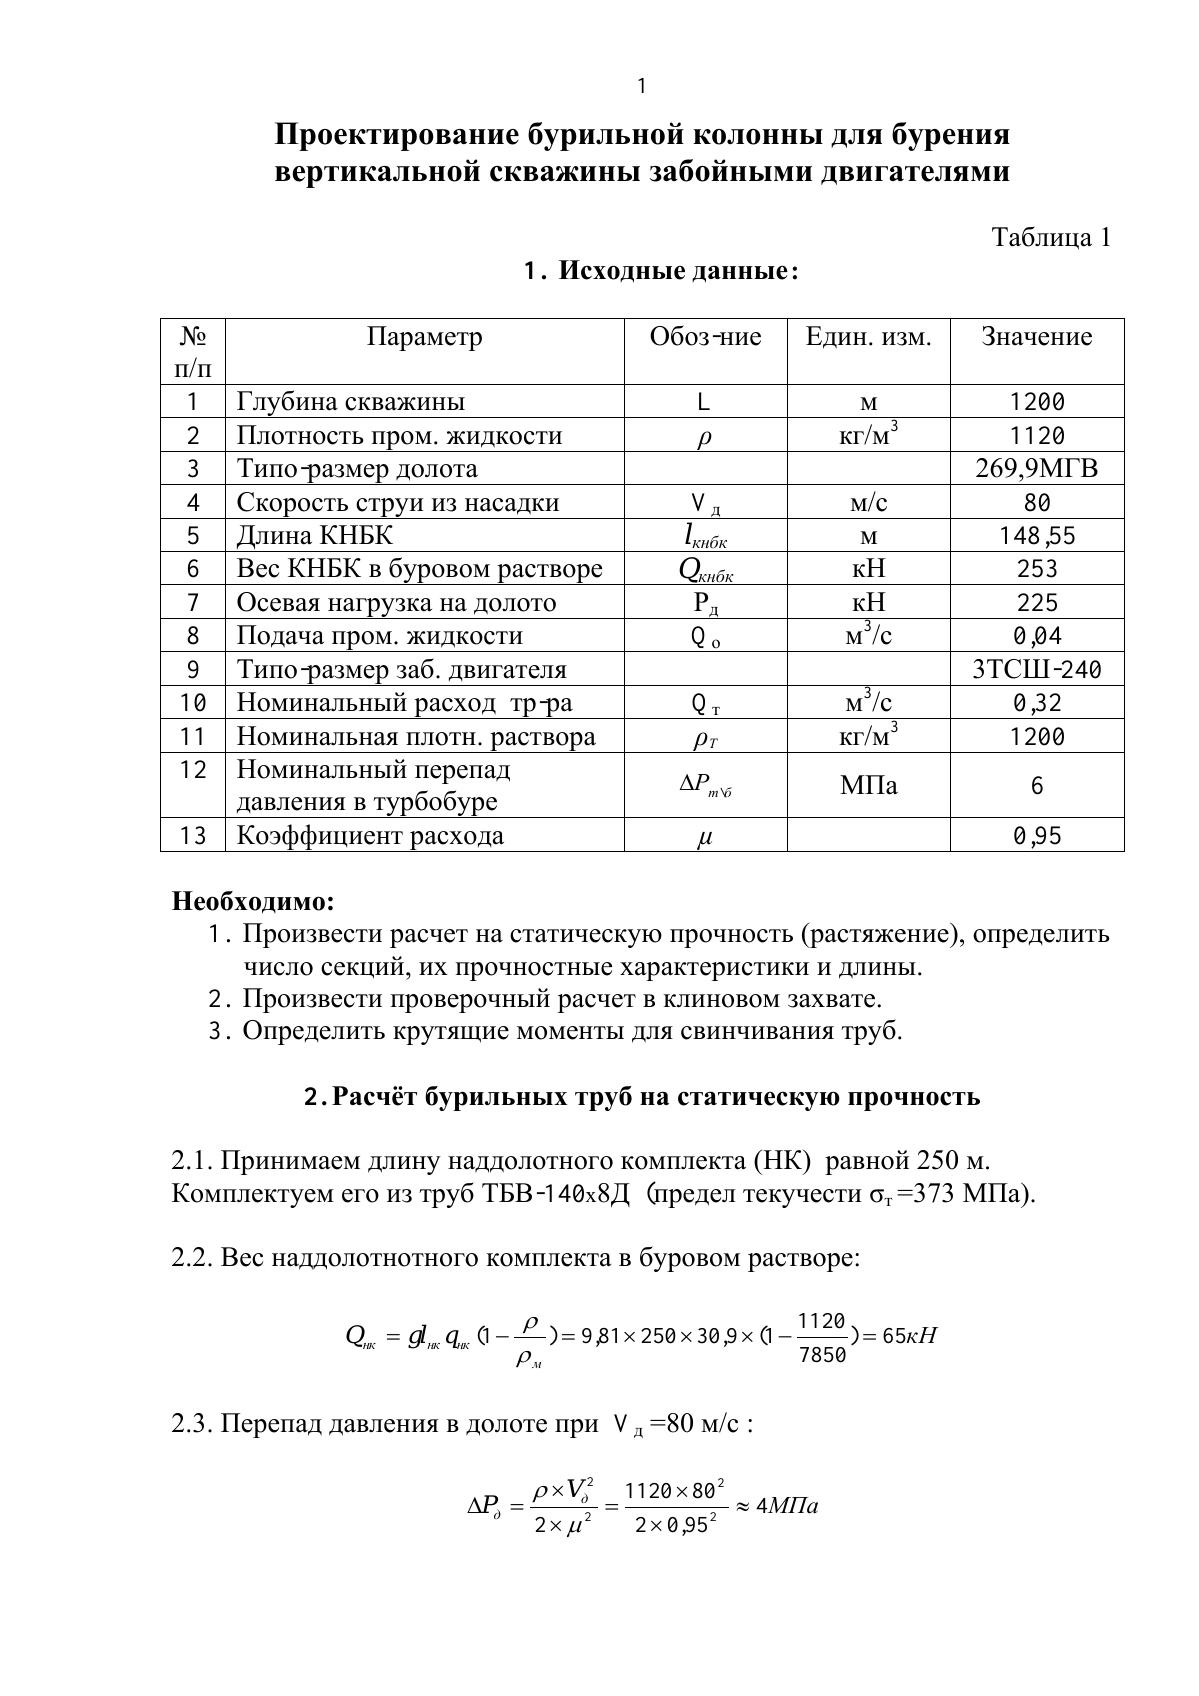 1
Проектирование бурильной колонны для бурения
вертикальной скважины забойными двигателями
Таблица 1
1. Исходные данные:
№ п/п Параметр Обоз-ние Един. изм. Значение
1 Глубина скважины L м 1200
2 Плотность пром. жидкости ρ кг/м³ 1120
3 Типо-размер долота 269,9МГВ
4 Скорость струи из насадки V д м/с 80
5 Длина КНБК lкнбк м 148,55
6 Вес КНБК в буровом растворе Qкнбк кН 253
7 Осевая нагрузка на долото Рд кН 225
8 Подача пром. жидкости Q о м³/с 0,04
9 Типо-размер заб. двигателя 3ТСШ-240
10 Номинальный расход тр-ра Q т м³/с 0,32
11 Номинальная плотн. раствора ρТ кг/м³ 1200
12 Номинальный перепад
давления в турбобуре ΔPт\б МПа 6
13 Коэффициент расхода μ 0,95
Необходимо:
1. Произвести расчет на статическую прочность (растяжение), определить
число секций, их прочностные характеристики и длины.
2. Произвести проверочный расчет в клиновом захвате.
3. Определить крутящие моменты для свинчивания труб.
2.Расчёт бурильных труб на статическую прочность
2.1. Принимаем длину наддолотного комплекта (НК) равной 250 м.
Комплектуем его из труб ТБВ-140х8Д (предел текучести σт =373 МПа).
2.2. Вес наддолотнотного комплекта в буровом растворе:
Qнк = glнк qнк (1 − ρ/ρм) = 9,81 × 250 × 30,9 × (1 − 1120/7850) = 65кН
2.3. Перепад давления в долоте при V д =80 м/с :
ΔPд = ρ × Vд² / 2 × μ² = 1120 × 80² / 2 × 0,95² ≈ 4МПа